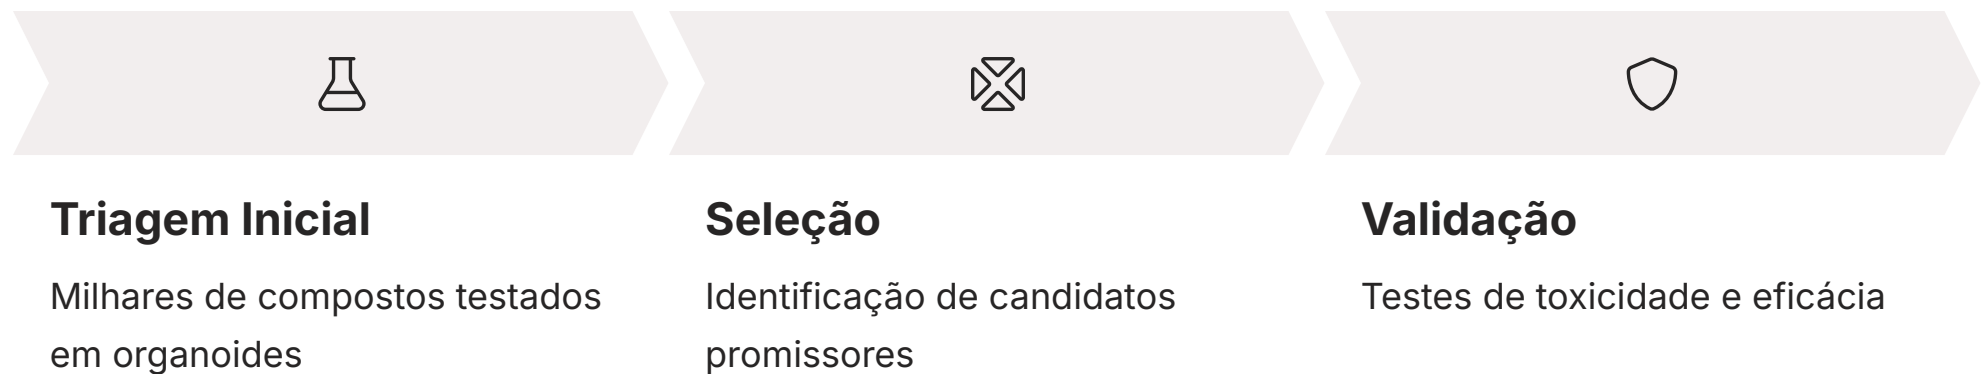 Triagem Inicial
Milhares de compostos testados
em organoides
Seleção
Identificação de candidatos
promissores
Validação
Testes de toxicidade e eficácia